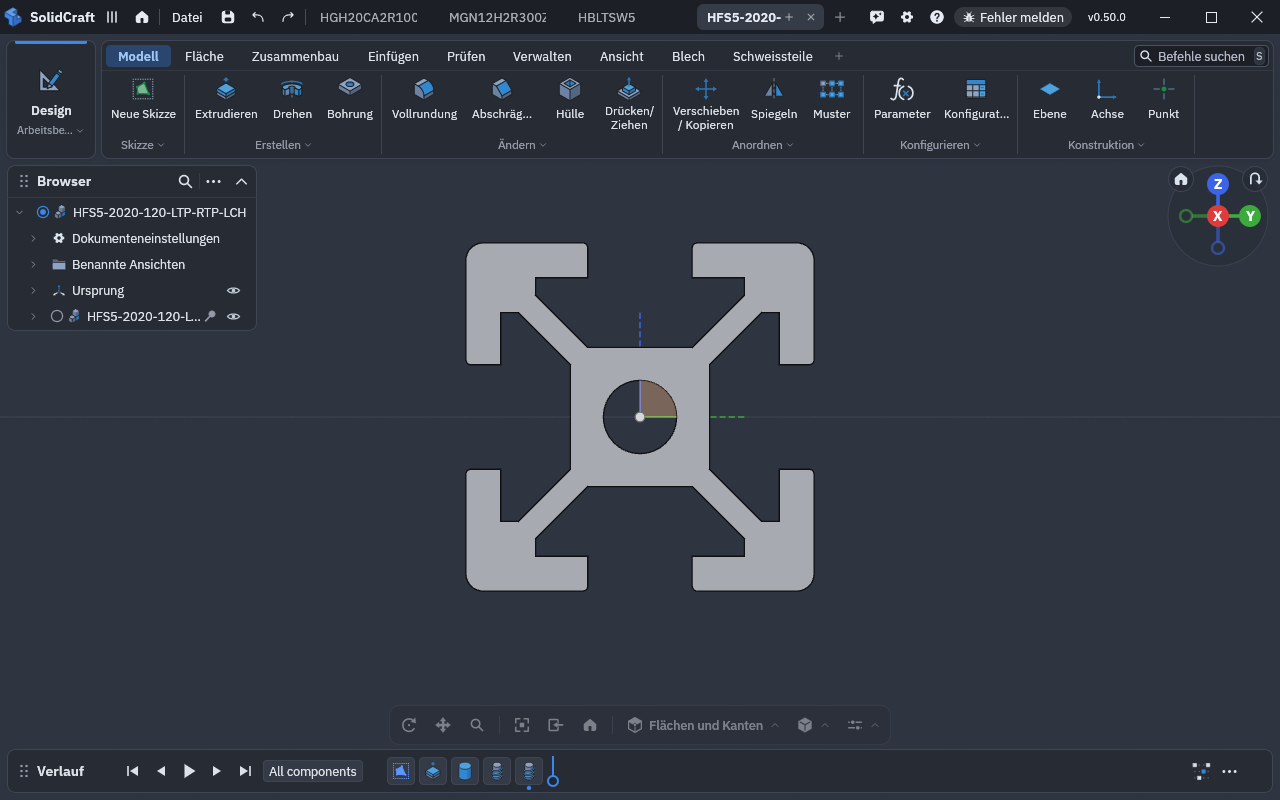 SolidCraft
Datei
HGH20CA2R100
MGN12H2R300Z
HBLTSW5
HFS5-2020-
Fehler melden
v0.50.0
Design
Arbeitsbe...
Modell
Fläche
Zusammenbau
Einfügen
Prüfen
Verwalten
Ansicht
Blech
Schweissteile
Befehle suchen
S
Neue Skizze
Extrudieren
Drehen
Bohrung
Vollrundung
Abschräg...
Hülle
Drücken/
Ziehen
Verschieben
/ Kopieren
Spiegeln
Muster
Parameter
Konfigurat...
Ebene
Achse
Punkt
Skizze
Erstellen
Ändern
Anordnen
Konfigurieren
Konstruktion
Browser
HFS5-2020-120-LTP-RTP-LCH
Dokumenteneinstellungen
Benannte Ansichten
Ursprung
HFS5-2020-120-L...
Z
X
Y
Flächen und Kanten
Verlauf
All components